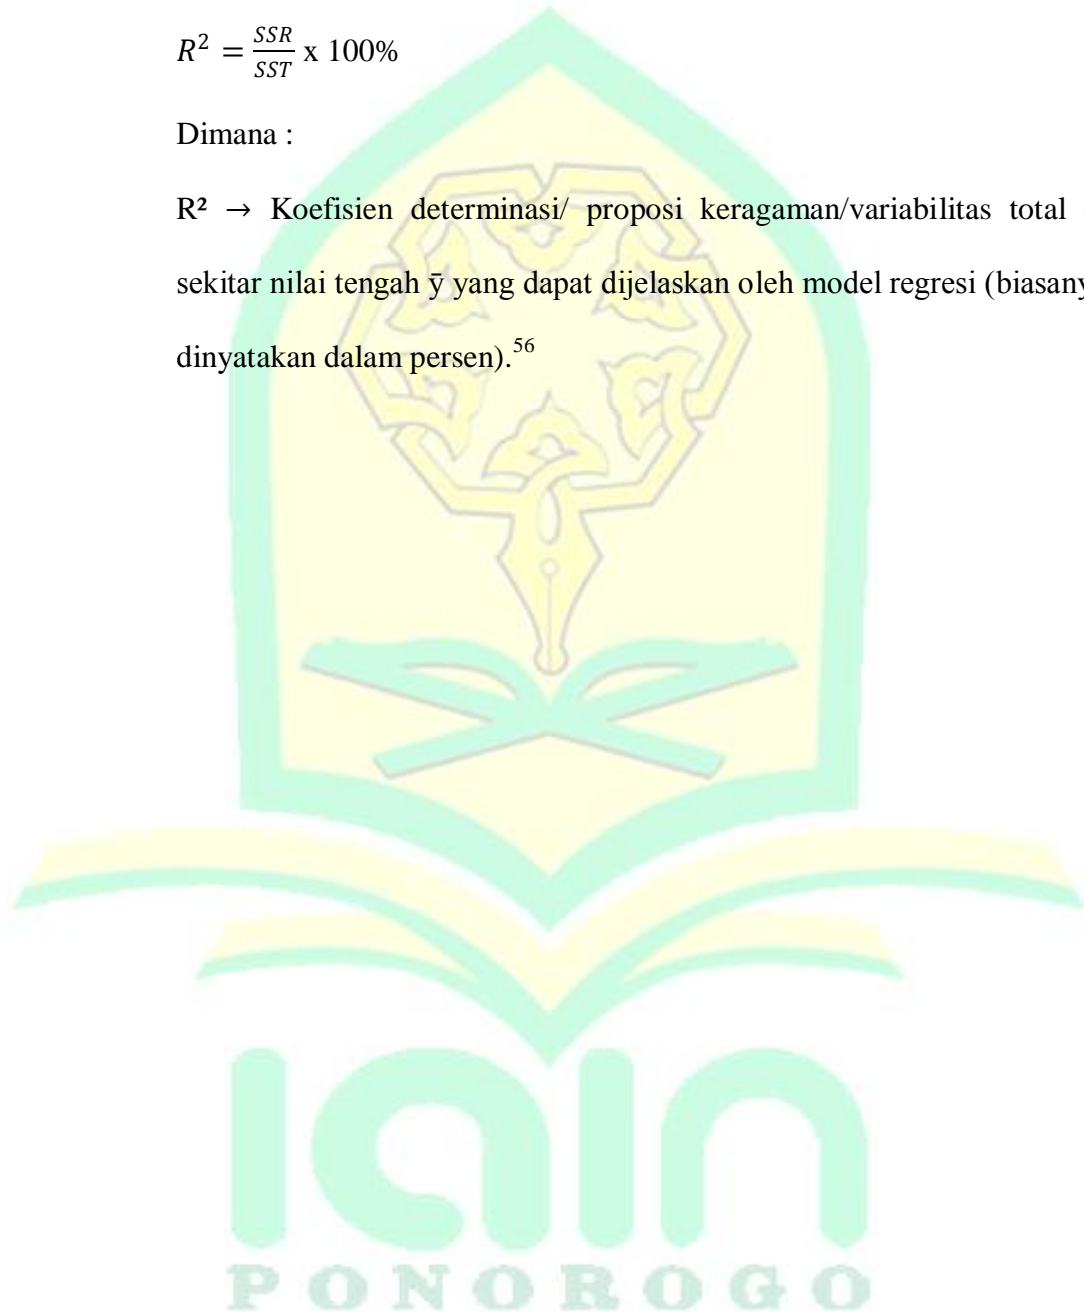 R² = SSR/SST x 100%
Dimana :
R² → Koefisien determinasi/ proposi keragaman/variabilitas total
sekitar nilai tengah ȳ yang dapat dijelaskan oleh model regresi
dinyatakan dalam persen).⁵⁶
iain
PONOROGO